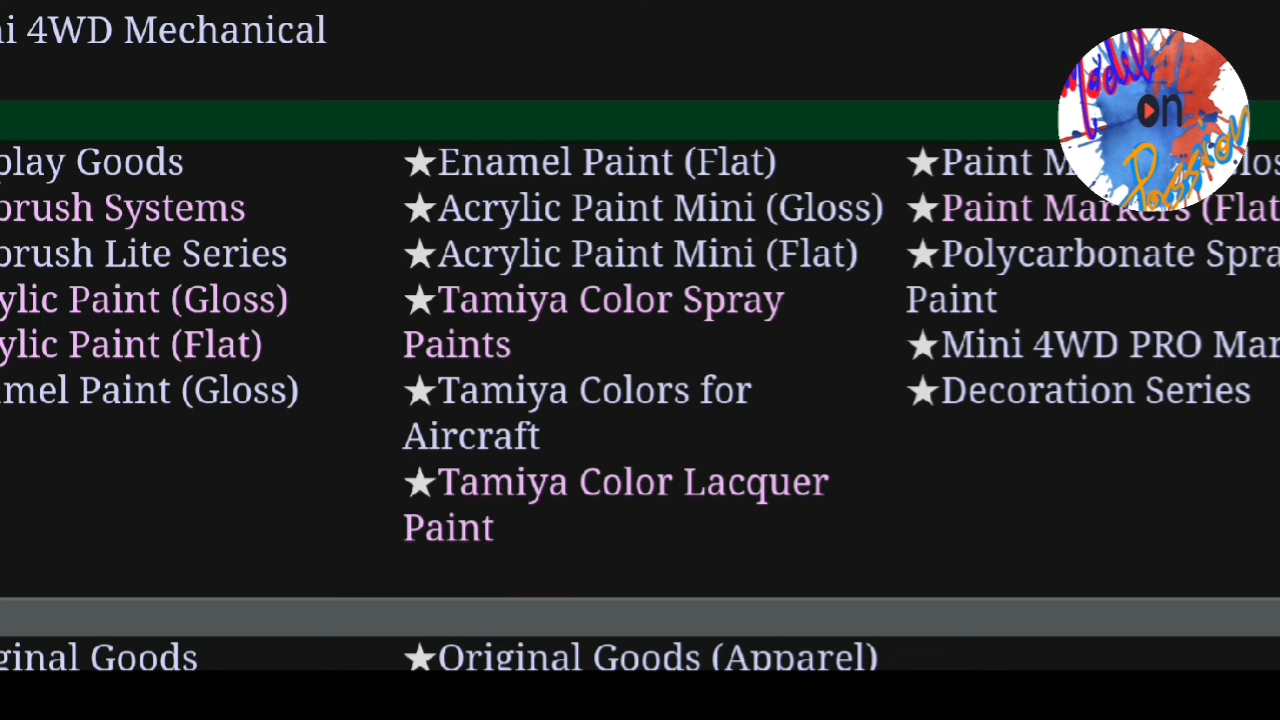 ni 4WD Mechanical
play Goods
brush Systems
brush Lite Series
ylic Paint (Gloss)
ylic Paint (Flat)
mel Paint (Gloss)
★Enamel Paint (Flat)
★Acrylic Paint Mini (Gloss)
★Acrylic Paint Mini (Flat)
★Tamiya Color Spray
Paints
★Tamiya Colors for
Aircraft
★Tamiya Color Lacquer
Paint
★Paint
★Paint Markers (Flat
★Polycarbonate Spra
Paint
★Mini 4WD PRO Mar
★Decoration Series
ginal Goods
★Original Goods (Apparel)
on
Passion